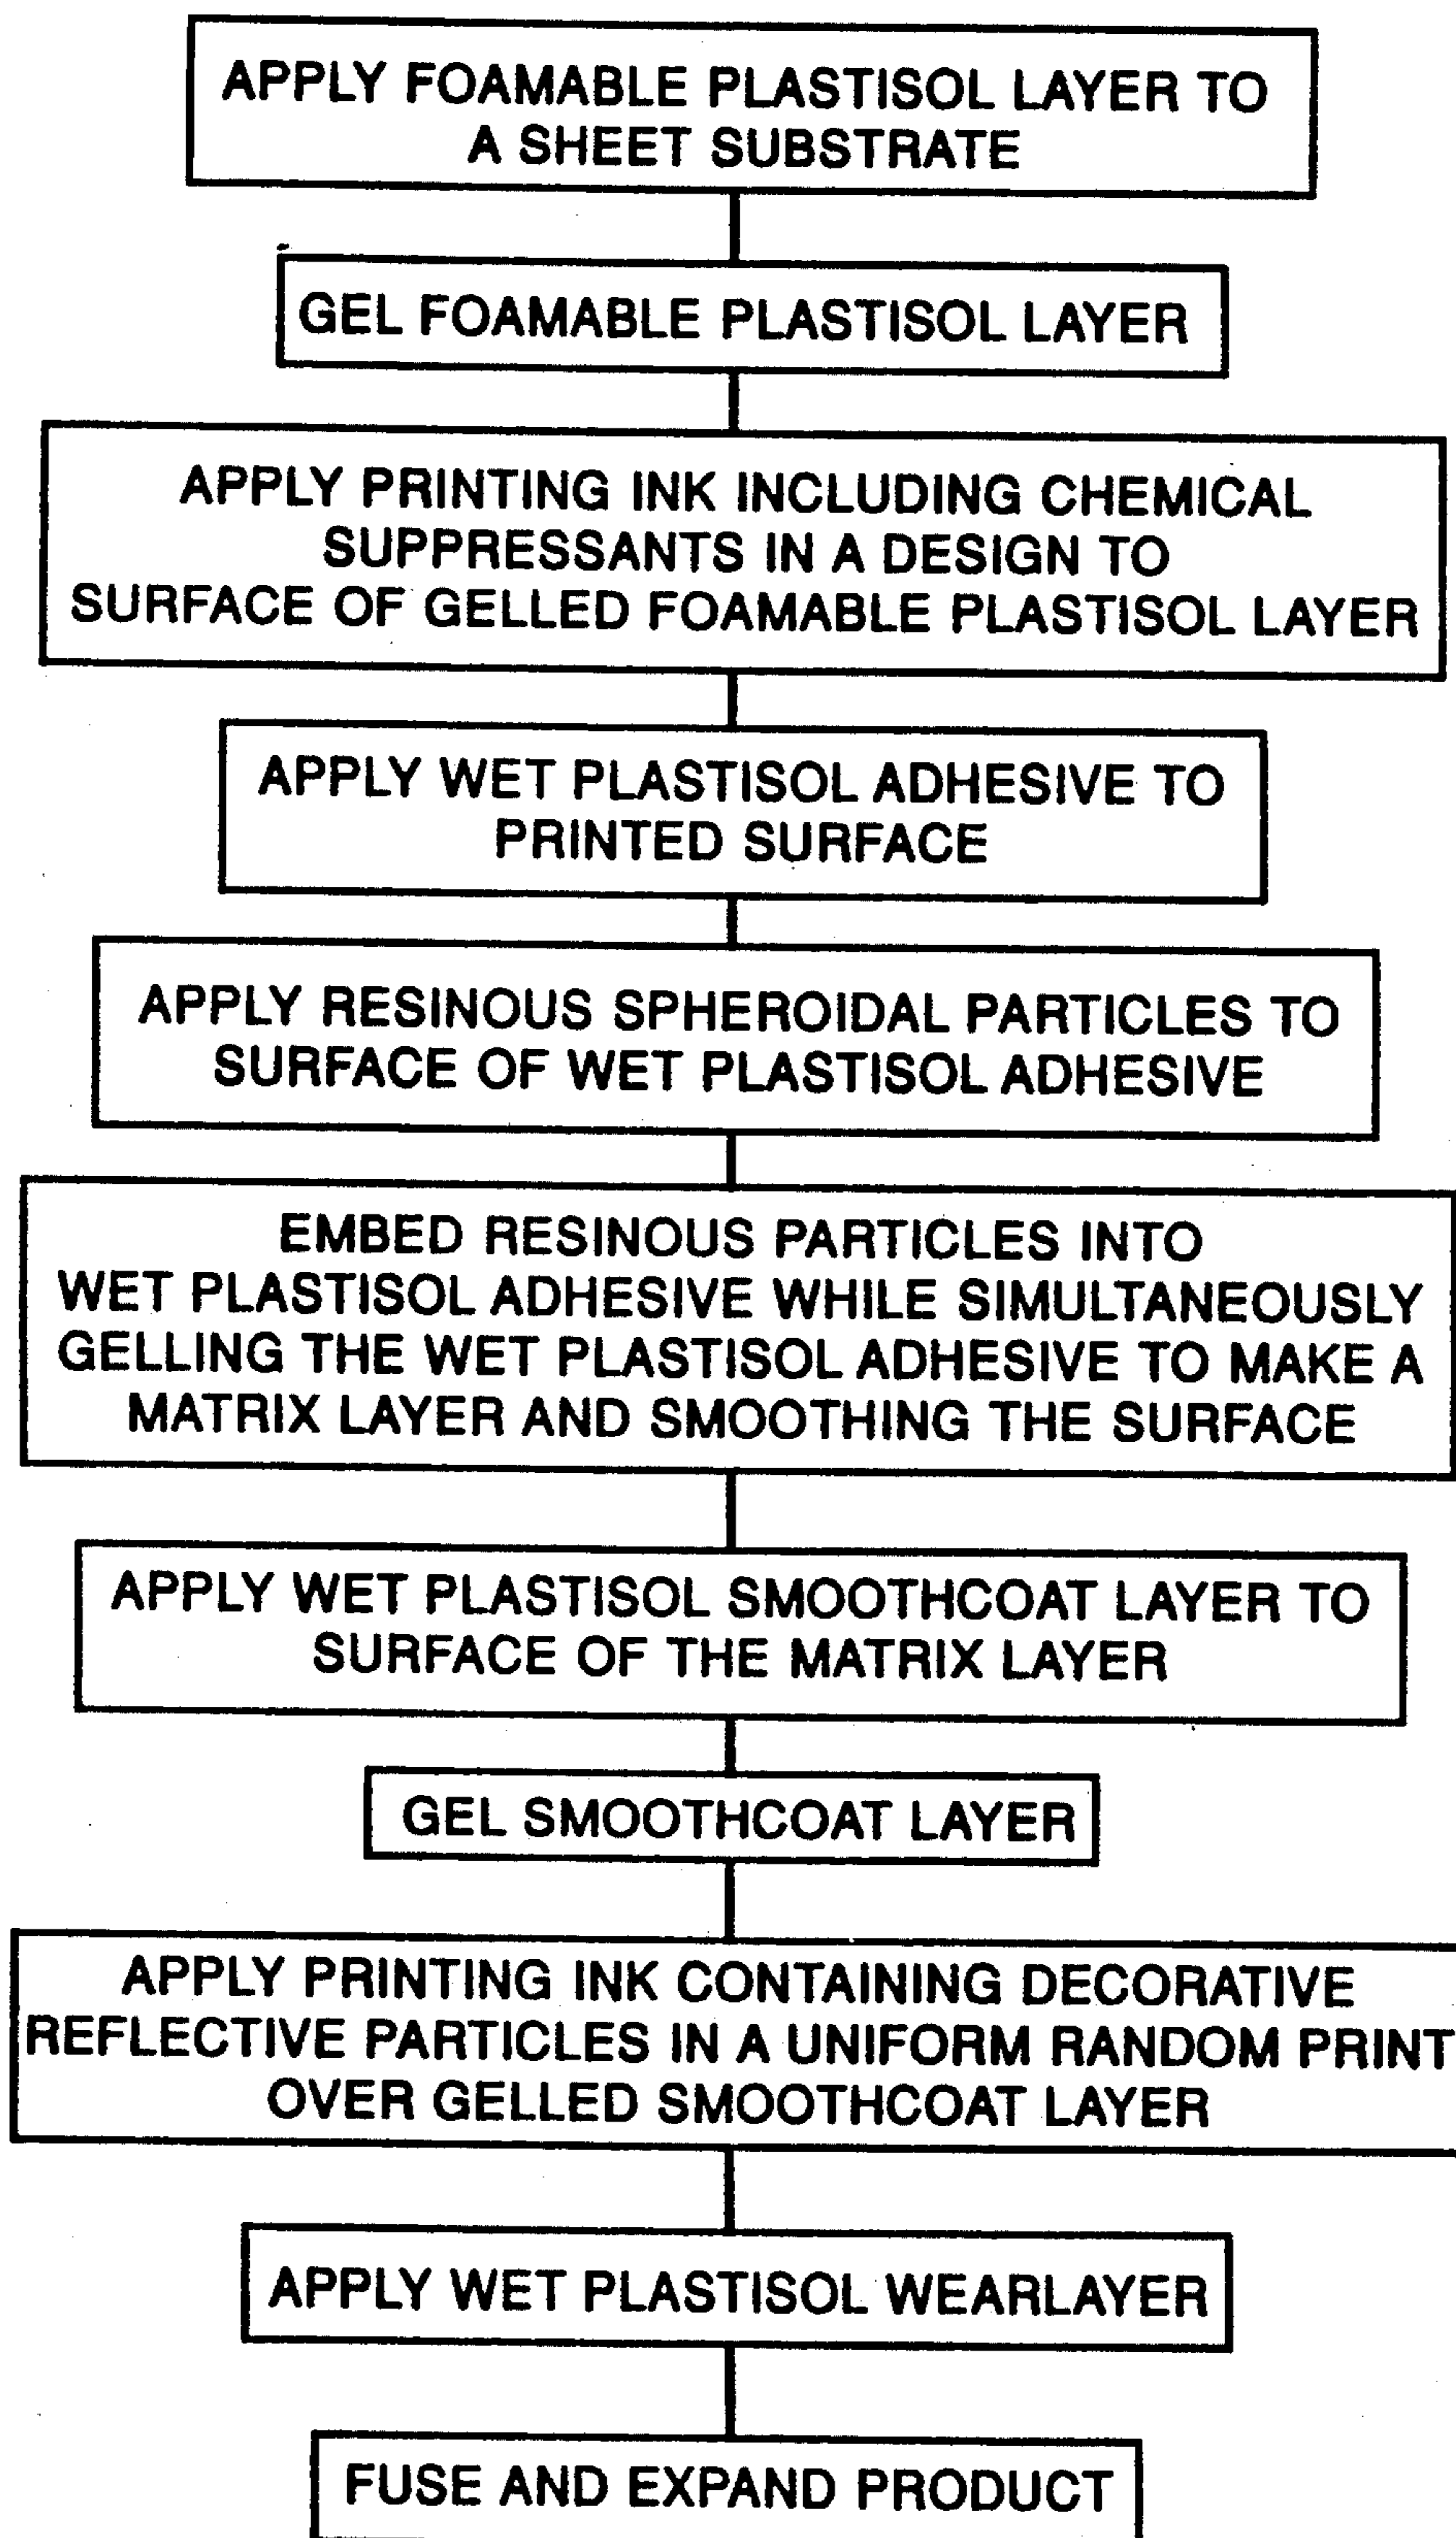 APPLY FOAMABLE PLASTISOL LAYER TO
A SHEET SUBSTRATE
GEL FOAMABLE PLASTISOL LAYER
APPLY PRINTING INK INCLUDING CHEMICAL
SUPPRESSANTS IN A DESIGN TO
SURFACE OF GELLED FOAMABLE PLASTISOL LAYER
APPLY WET PLASTISOL ADHESIVE TO
PRINTED SURFACE
APPLY RESINOUS SPHEROIDAL PARTICLES TO
SURFACE OF WET PLASTISOL ADHESIVE
EMBED RESINOUS PARTICLES INTO
WET PLASTISOL ADHESIVE WHILE SIMULTANEOUSLY
GELLING THE WET PLASTISOL ADHESIVE TO MAKE A
MATRIX LAYER AND SMOOTHING THE SURFACE
APPLY WET PLASTISOL SMOOTHCOAT LAYER TO
SURFACE OF THE MATRIX LAYER
GEL SMOOTHCOAT LAYER
APPLY PRINTING INK CONTAINING DECORATIVE
REFLECTIVE PARTICLES IN A UNIFORM RANDOM PRINT
OVER GELLED SMOOTHCOAT LAYER
APPLY WET PLASTISOL WEARLAYER
FUSE AND EXPAND PRODUCT